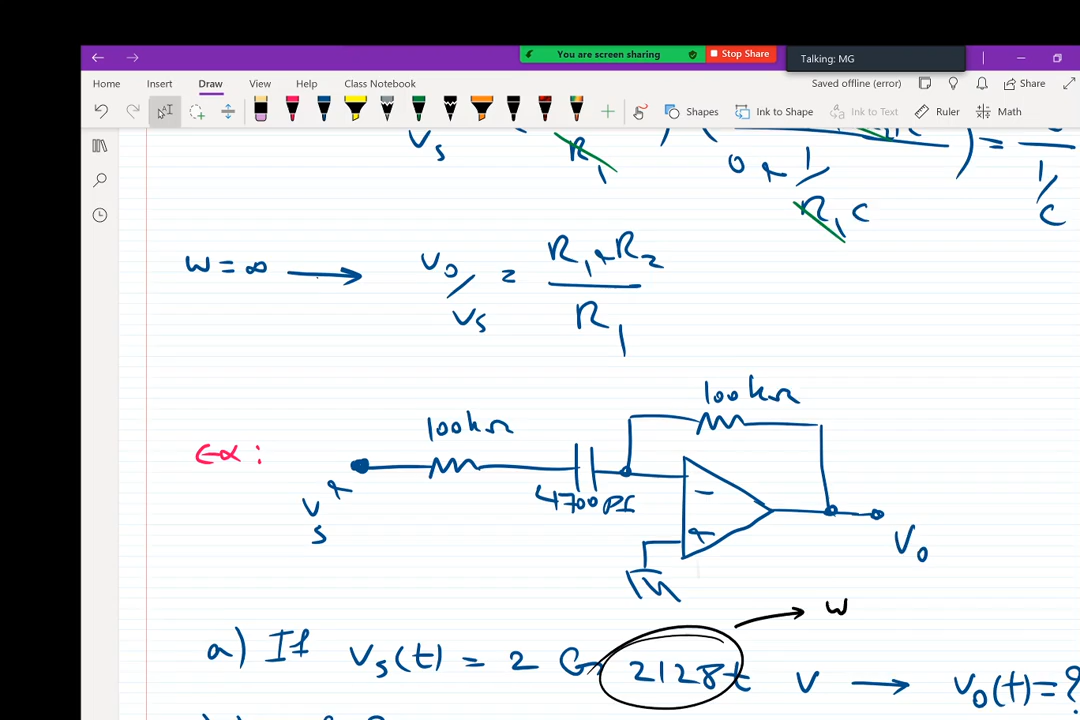 You are screen sharing Stop Share Talking: MG
Home Insert Draw View Help Class Notebook Saved offline (error) Share
Shapes Ink to Shape Ink to Text Ruler Math
Vs R1 ) ( ) =
0 + 1/R1C 1/C
w = ∞ → Vo/Vs = R1+R2/R1
100kΩ
100kΩ
Ex:
4700PF
Vs +
−
+
Vo
w
a) If Vs(t) = 2 Cos 2128t V → Vo(t)=?